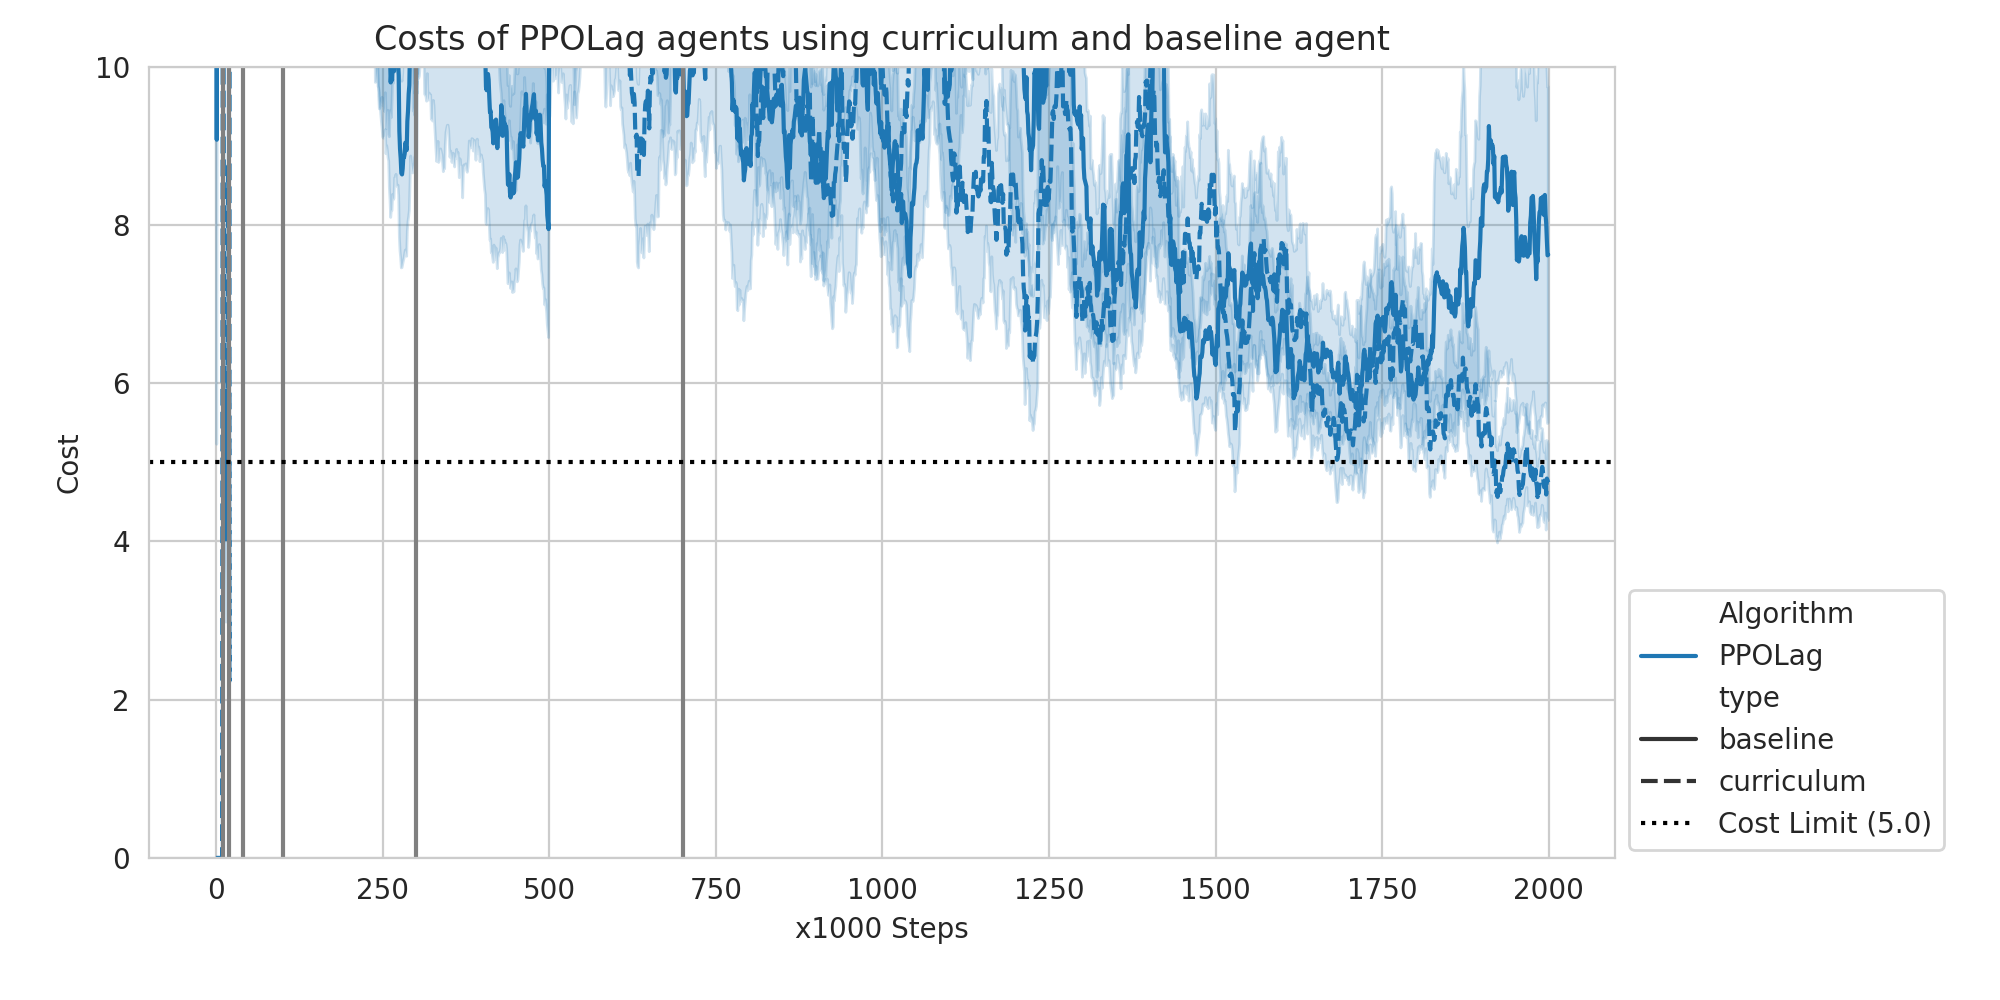 Costs of PPOLag agents using curriculum and baseline agent
10
8
6
4
2
0
Cost
0 250 500 750 1000 1250 1500 1750 2000
x1000 Steps
Algorithm
PPOLag
type
baseline
curriculum
Cost Limit (5.0)